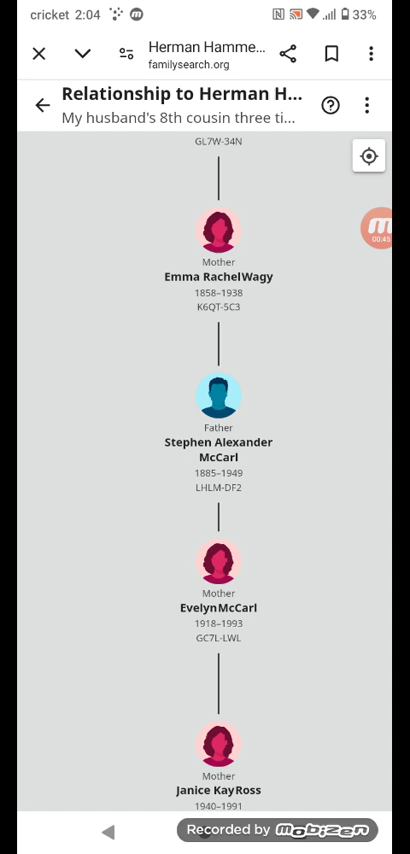 cricket 2:04 33%
Herman Hamme...
familysearch.org
Relationship to Herman H...
My husband's 8th cousin three ti...
GL7W-34N
00:45
Mother
Emma Rachel Wagy
1858–1938
K6QT-5C3
Father
Stephen Alexander
McCarl
1885–1949
LHLM-DF2
Mother
Evelyn McCarl
1918–1993
GC7L-LWL
Mother
Janice Kay Ross
1940–1991
Recorded by mobizen